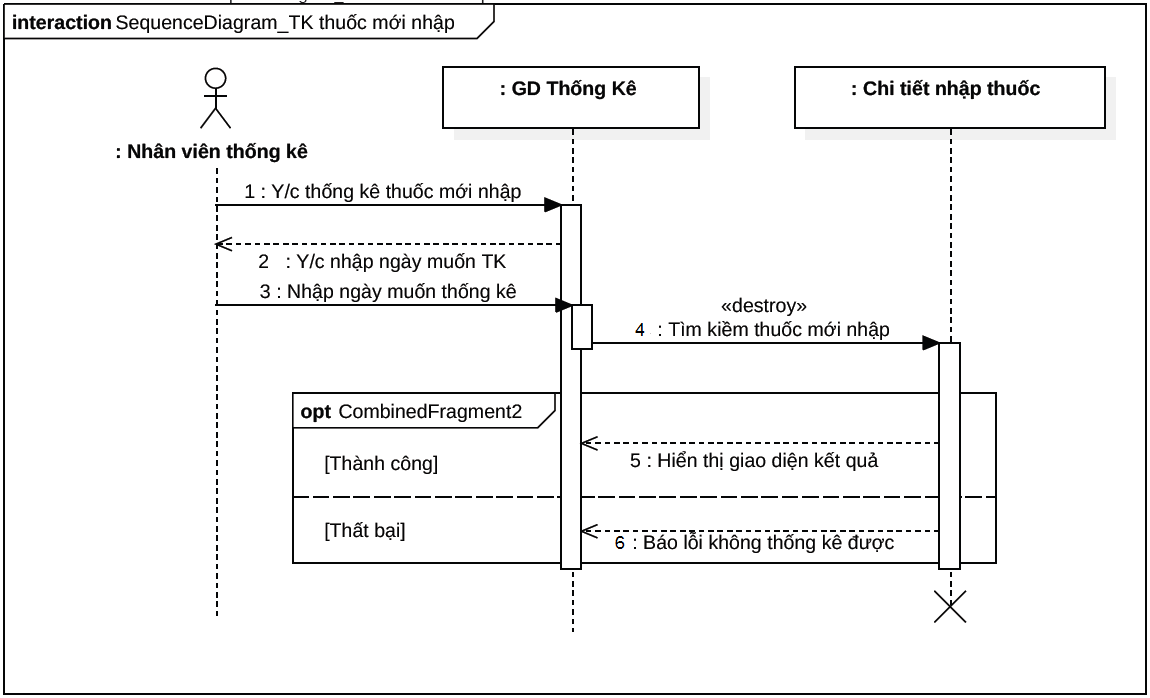 interaction SequenceDiagram_TK thuốc mới nhập
: GD Thống Kê
: Chi tiết nhập thuốc
: Nhân viên thống kê
1 : Y/c thống kê thuốc mới nhập
2 : Y/c nhập ngày muốn TK
3 : Nhập ngày muốn thống kê
«destroy»
4 : Tìm kiềm thuốc mới nhập
opt CombinedFragment2
5 : Hiển thị giao diện kết quả
[Thành công]
[Thất bại]
6 : Báo lỗi không thống kê được